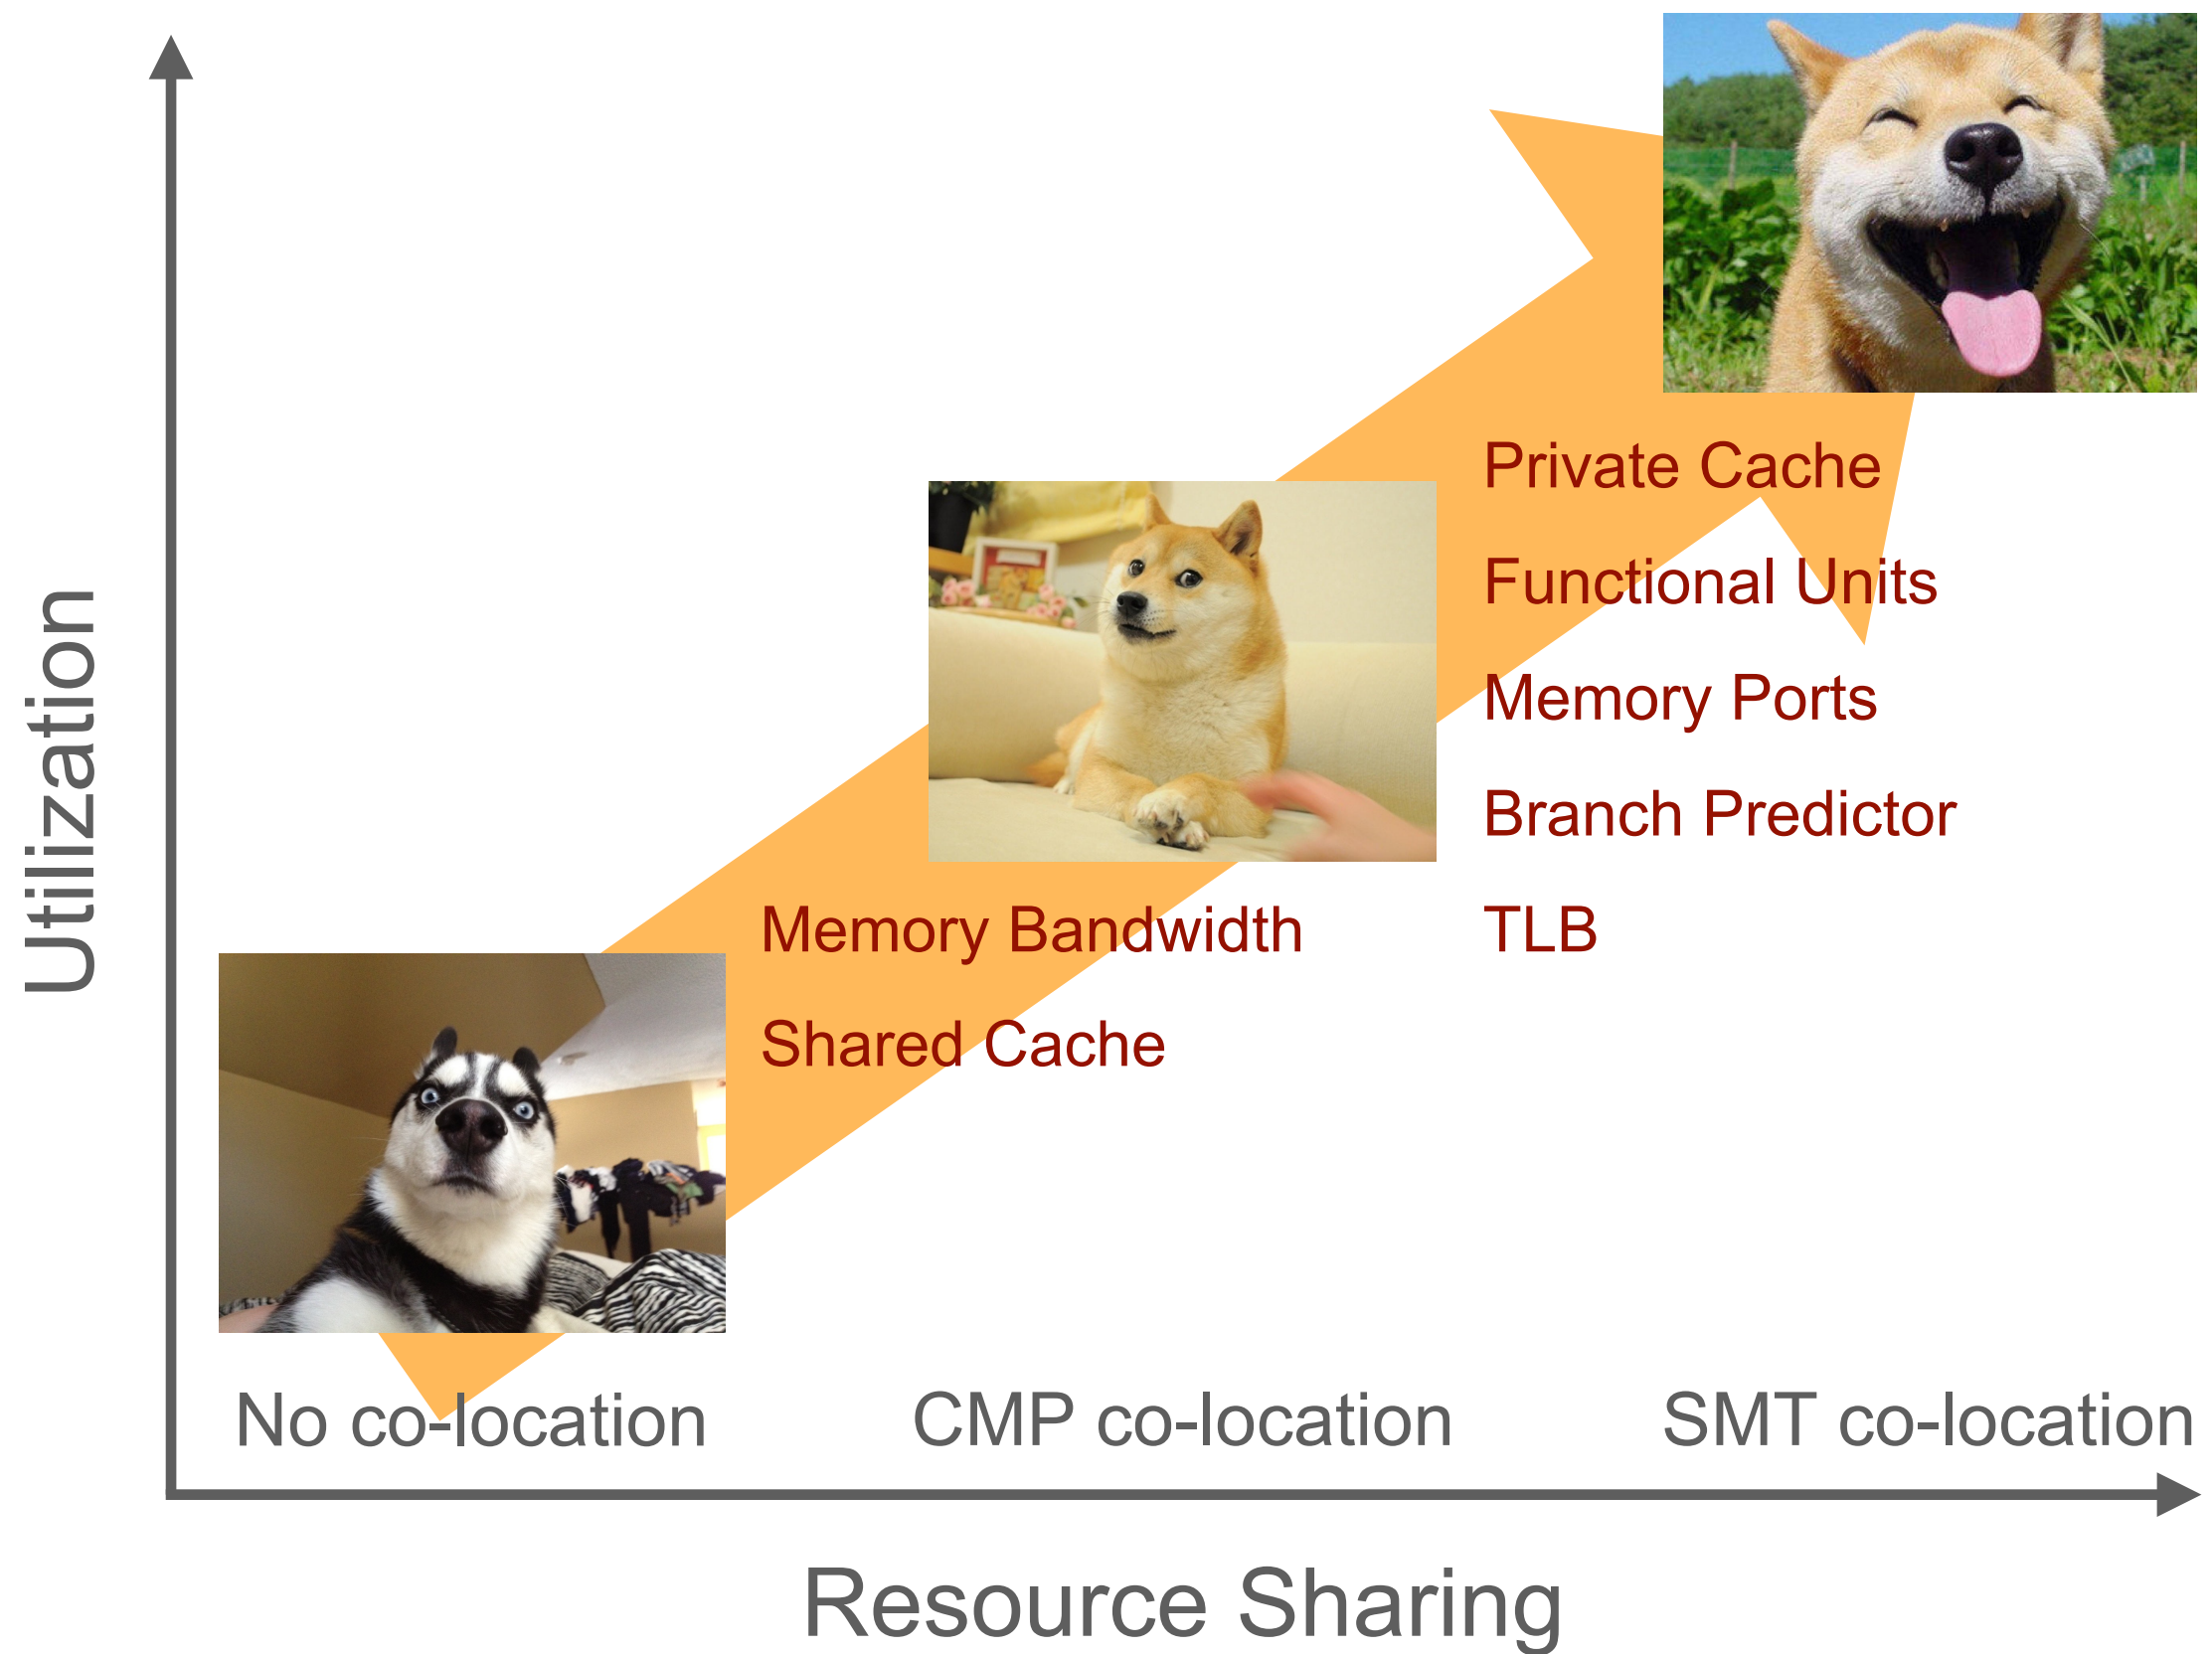 Utilization
Private Cache
Functional Units
Memory Ports
Branch Predictor
TLB
Memory Bandwidth
Shared Cache
No co-location
CMP co-location
SMT co-location
Resource Sharing